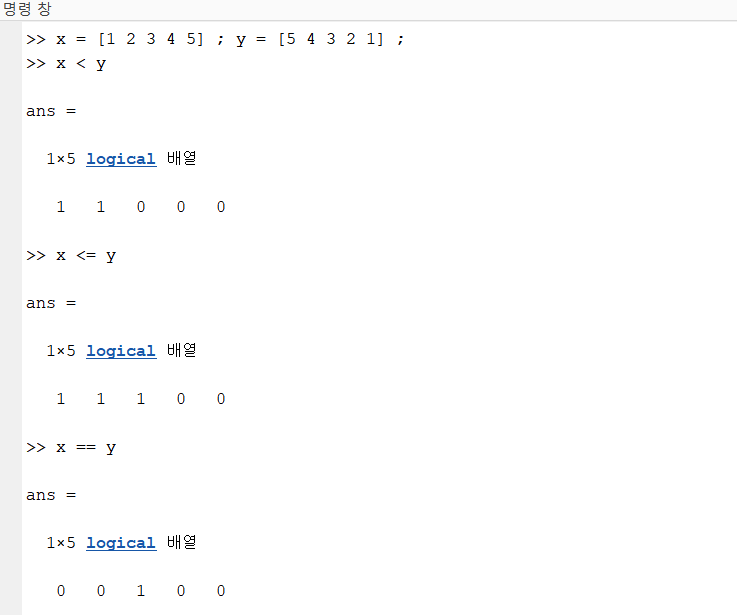 명령 창
>> x = [1 2 3 4 5] ; y = [5 4 3 2 1] ;
>> x < y
ans =
1×5 logical 배열
1 1 0 0 0
>> x <= y
ans =
1×5 logical 배열
1 1 1 0 0
>> x == y
ans =
1×5 logical 배열
0 0 1 0 0